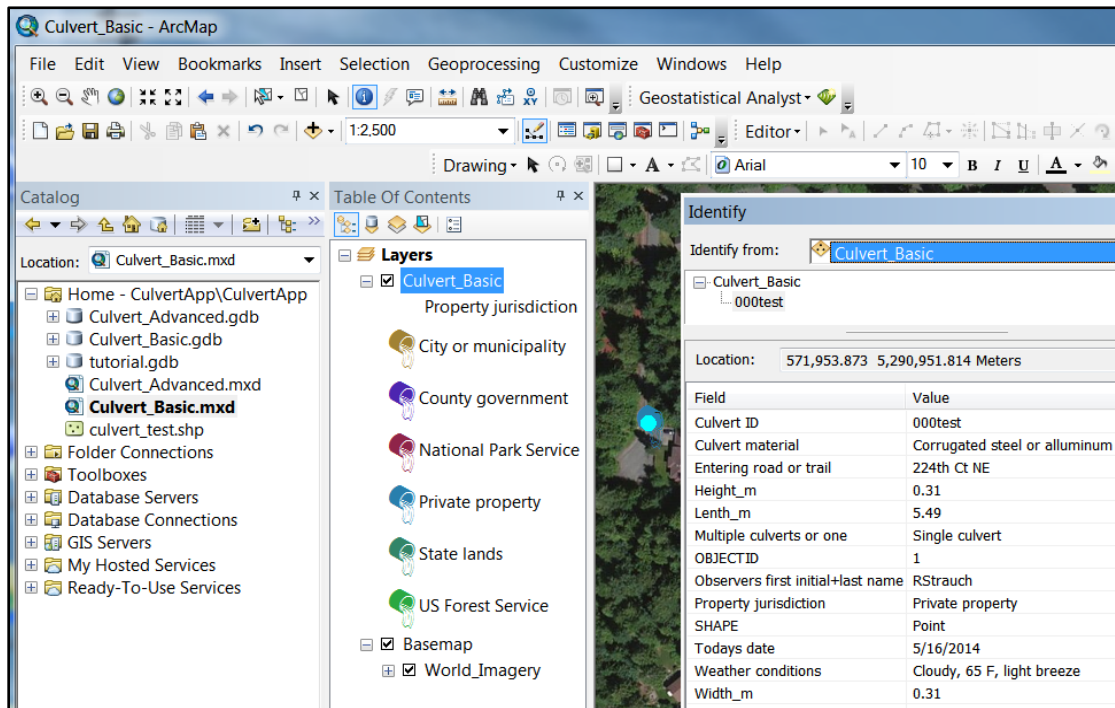 Culvert_Basic - ArcMap
File Edit View Bookmarks Insert Selection Geoprocessing Customize Windows Help
Geostatistical Analyst
1:2,500 Editor
Drawing A Arial 10 B I U A
Catalog
Location: Culvert_Basic.mxd
Home - CulvertApp\CulvertApp
Culvert_Advanced.gdb
Culvert_Basic.gdb
tutorial.gdb
Culvert_Advanced.mxd
Culvert_Basic.mxd
culvert_test.shp
Folder Connections
Toolboxes
Database Servers
Database Connections
GIS Servers
My Hosted Services
Ready-To-Use Services
Table Of Contents
Layers
Culvert_Basic
Property jurisdiction
City or municipality
County government
National Park Service
Private property
State lands
US Forest Service
Basemap
World_Imagery
Identify
Identify from: Culvert_Basic
Culvert_Basic
000test
Location: 571,953.873 5,290,951.814 Meters
Field Value
Culvert ID 000test
Culvert material Corrugated steel or alluminum
Entering road or trail 224th Ct NE
Height_m 0.31
Lenth_m 5.49
Multiple culverts or one Single culvert
OBJECTID 1
Observers first initial+last name RStrauch
Property jurisdiction Private property
SHAPE Point
Todays date 5/16/2014
Weather conditions Cloudy, 65 F, light breeze
Width_m 0.31